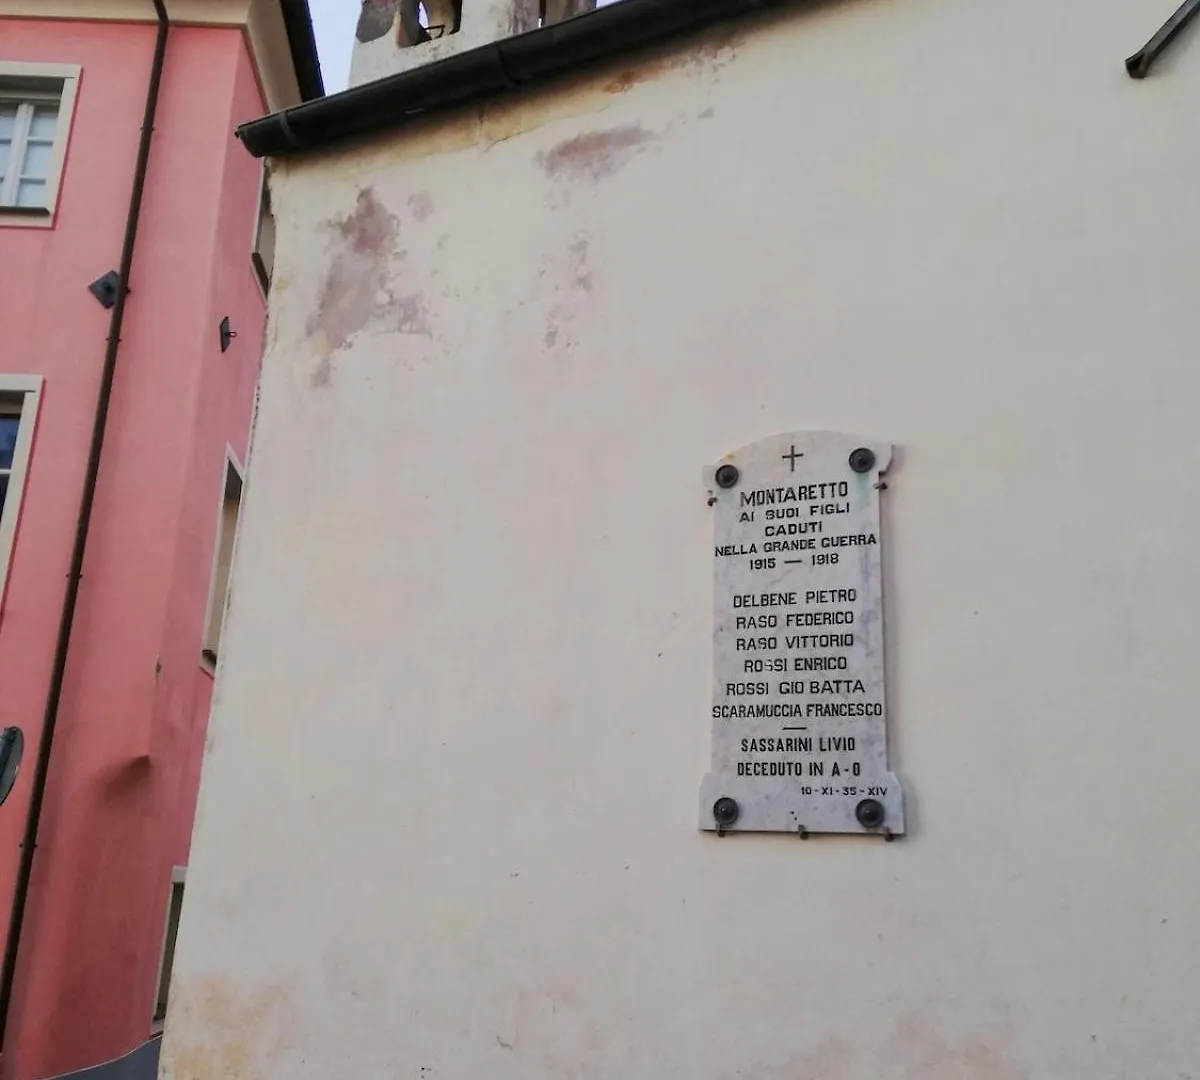 MONTARETTO
AI SUOI FIGLI
CADUTI
NELLA GRANDE GUERRA
1915 — 1918
DELBENE PIETRO
RASO FEDERICO
RASO VITTORIO
ROSSI ENRICO
ROSSI GIO BATTA
SCARAMUCCIA FRANCESCO
SASSARINI LIVIO
DECEDUTO IN A-O
10-XI-35-XIV